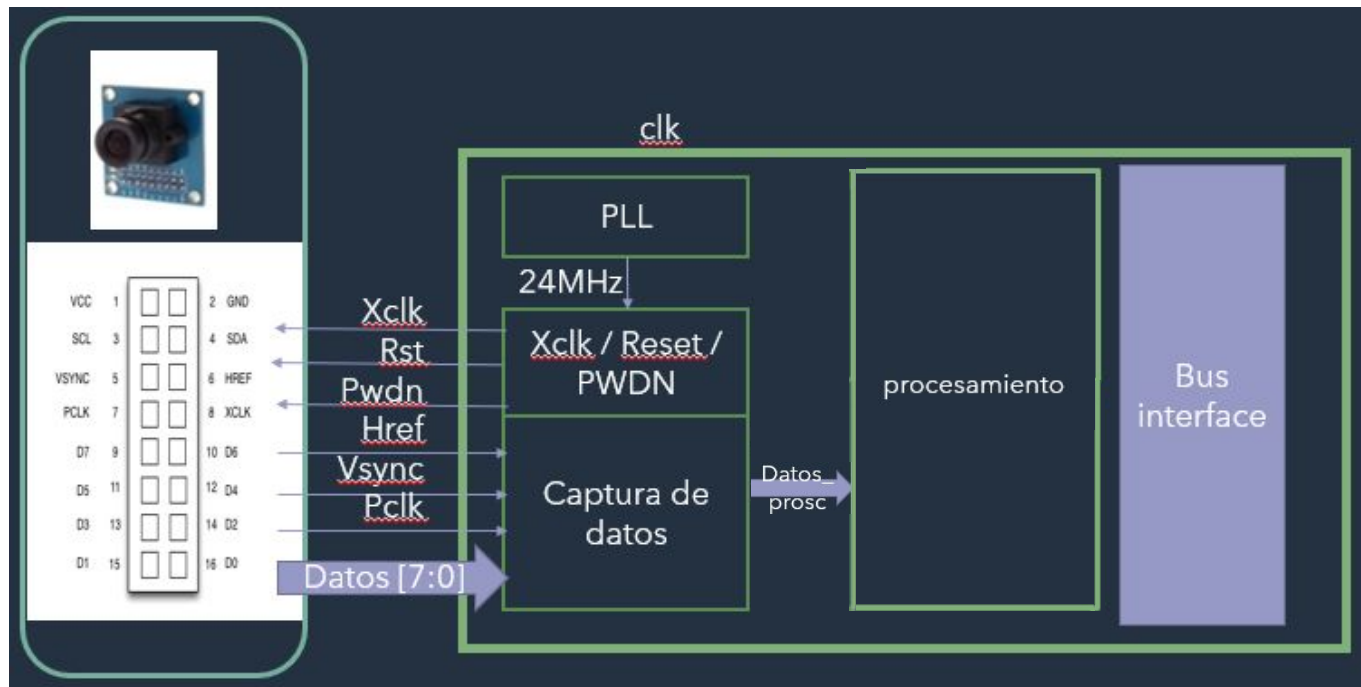 clk
VCC 1 2 GND
SCL 3 4 SDA
VSYNC 5 6 HREF
PCLK 7 8 XCLK
D7 9 10 D6
D5 11 12 D4
D3 13 14 D2
D1 15 16 D0
Xclk
Rst
Pwdn
Href
Vsync
Pclk
Datos [7:0]
PLL
24MHz
Xclk / Reset /
PWDN
Captura de
datos
Datos_
prosc
procesamiento
Bus
interface